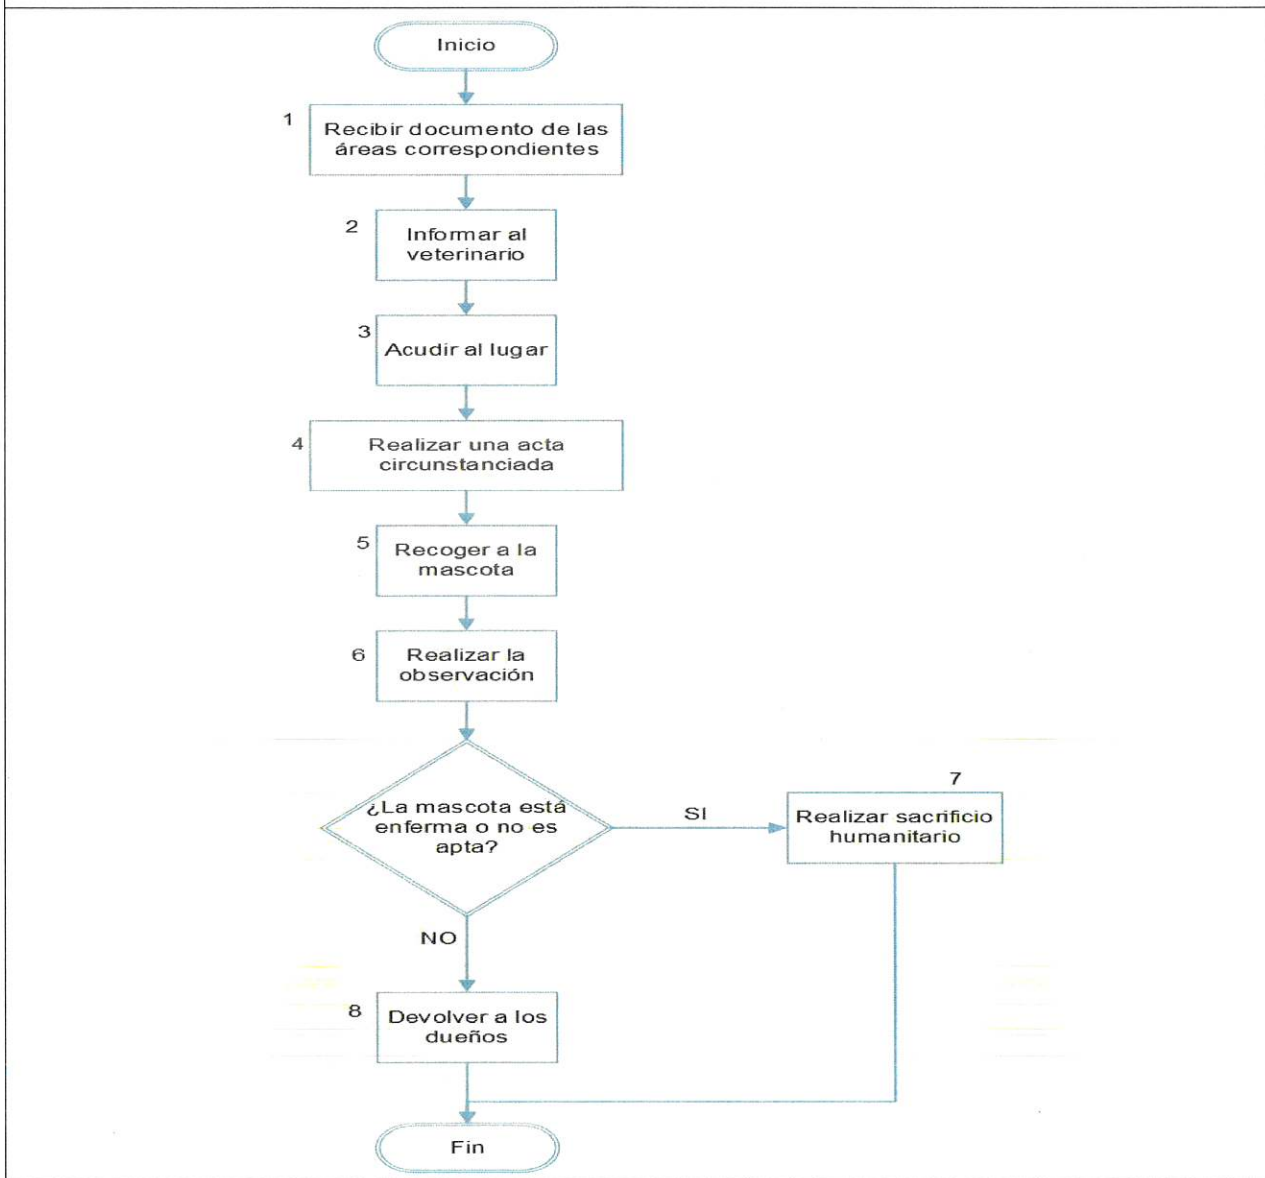 Inicio
1
Recibir documento de las
áreas correspondientes
2
Informar al
veterinario
3
Acudir al lugar
4
Realizar una acta
circunstanciada
5
Recoger a la
mascota
6
Realizar la
observación
¿La mascota está
enferma o no es
apta?
SI
7
Realizar sacrificio
humanitario
NO
8
Devolver a los
dueños
Fin